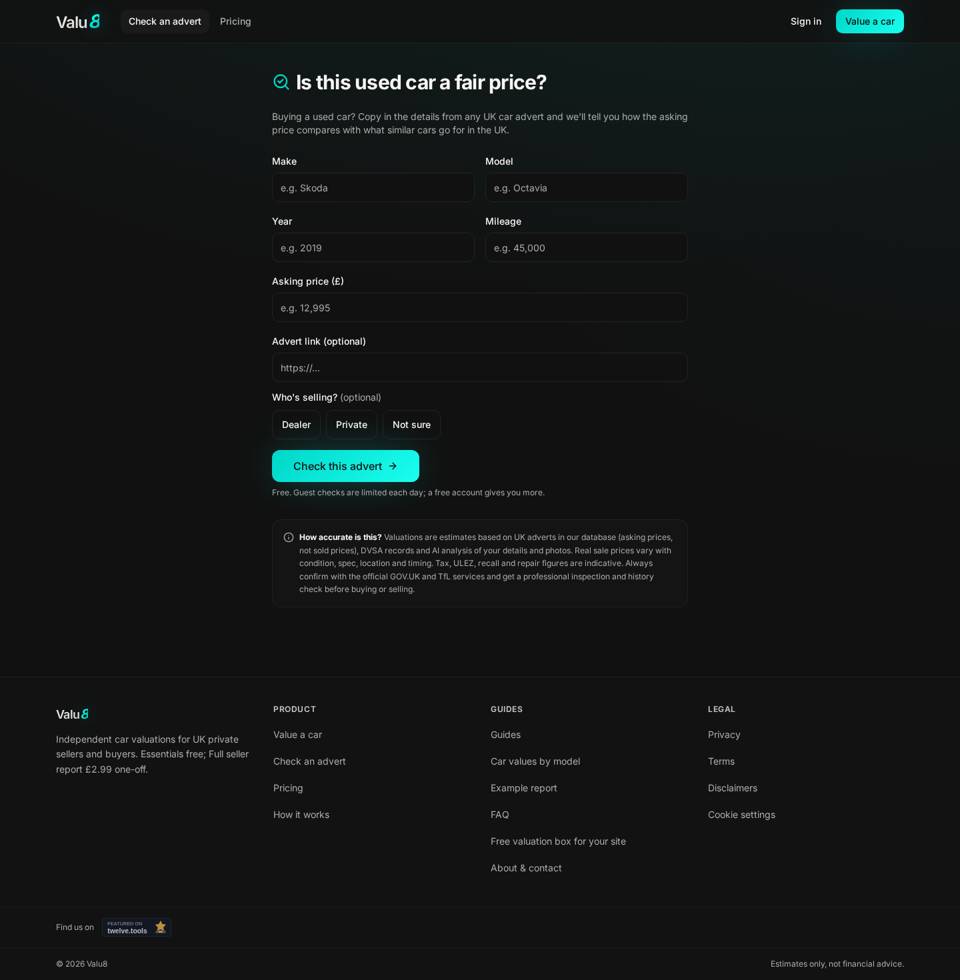 Valu8
Check an advert
Pricing
Sign in
Value a car
Is this used car a fair price?
Buying a used car? Copy in the details from any UK car advert and we'll tell you how the asking
price compares with what similar cars go for in the UK.
Make
Model
e.g. Skoda
e.g. Octavia
Year
Mileage
e.g. 2019
e.g. 45,000
Asking price (£)
e.g. 12,995
Advert link (optional)
https://...
Who's selling? (optional)
Dealer
Private
Not sure
Check this advert →
Free. Guest checks are limited each day; a free account gives you more.
How accurate is this? Valuations are estimates based on UK adverts in our database (asking prices,
not sold prices), DVSA records and AI analysis of your details and photos. Real sale prices vary with
condition, spec, location and timing. Tax, ULEZ, recall and repair figures are indicative. Always
confirm with the official GOV.UK and TfL services and get a professional inspection and history
check before buying or selling.
Valu8
Independent car valuations for UK private
sellers and buyers. Essentials free; Full seller
report £2.99 one-off.
PRODUCT
Value a car
Check an advert
Pricing
How it works
GUIDES
Guides
Car values by model
Example report
FAQ
Free valuation box for your site
About & contact
LEGAL
Privacy
Terms
Disclaimers
Cookie settings
Find us on
FEATURED ON
twelve.tools
© 2026 Valu8
Estimates only, not financial advice.